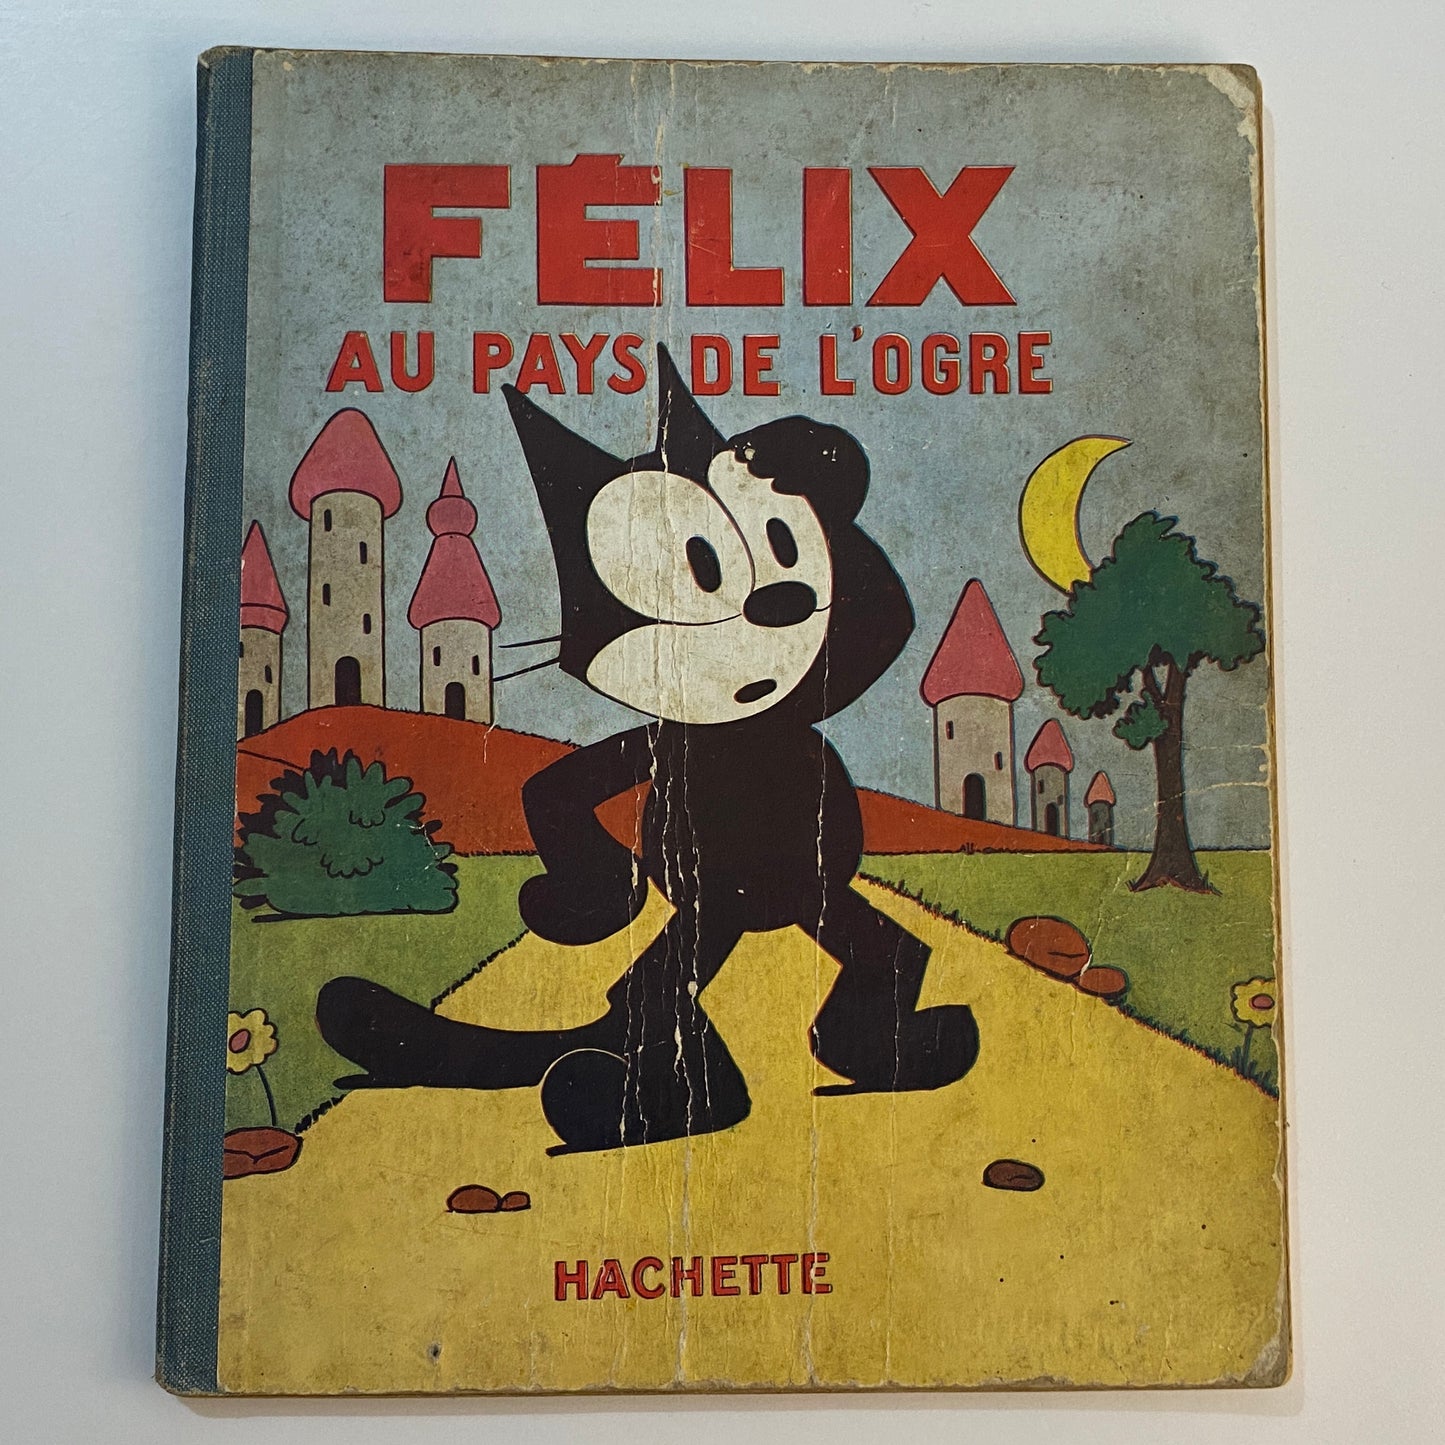 FÉLIX
AU PAYS DE L'OGRE
HACHETTE